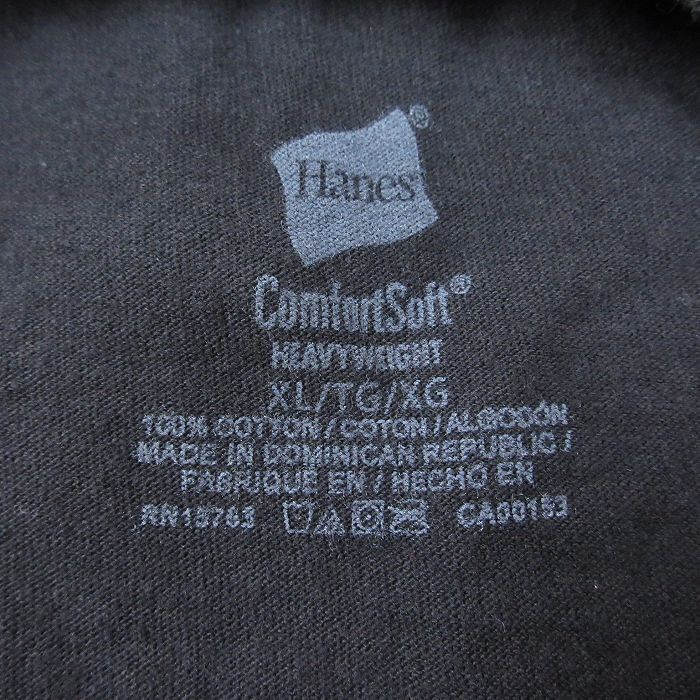 Hanes®
ComfortSoft®
HEAVYWEIGHT
XL/TG/XG
100% COTTON/COTON/ALGODÓN
MADE IN DOMINICAN REPUBLIC/
FABRIQUE EN/HECHO EN
RN15763 CA00153